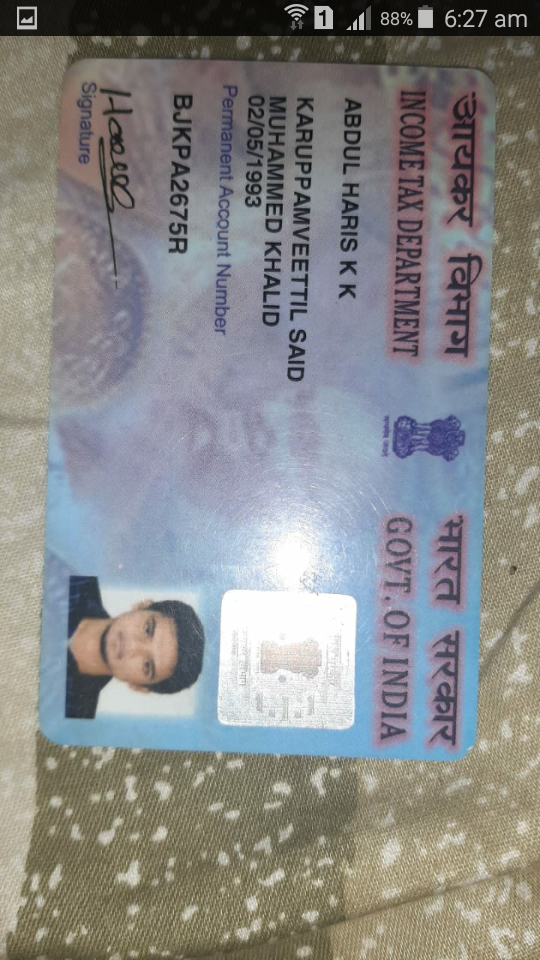 88% 6:27 am
1
आयकर विभाग
INCOME TAX DEPARTMENT
भारत सरकार
GOVT. OF INDIA
ABDUL HARIS K K
KARUPPAMVEETTIL SAID
MUHAMMED KHALID
02/05/1993
Permanent Account Number
BJKPA2675R
Signature